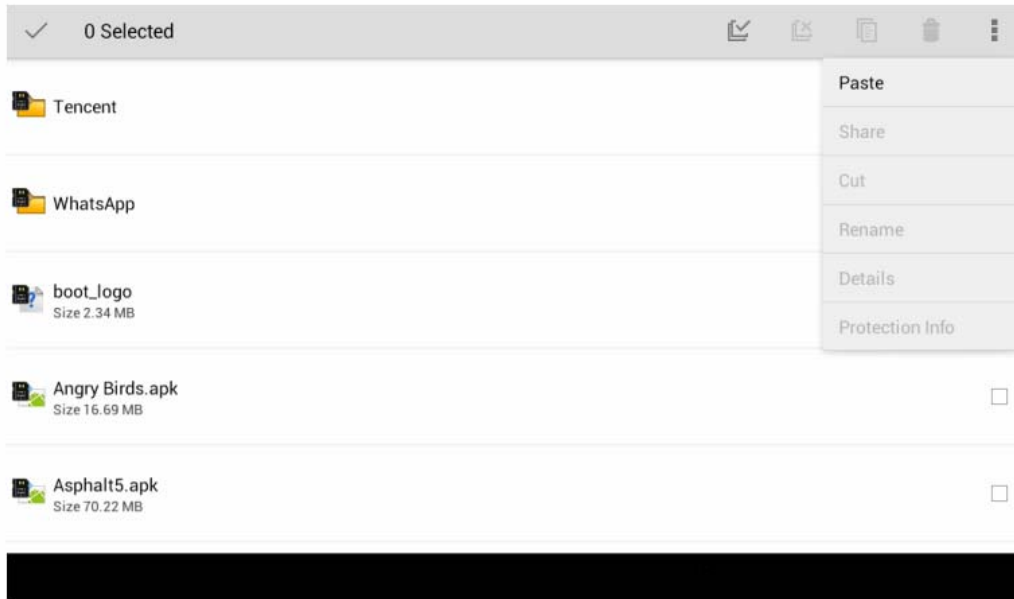 0 Selected
Paste
Tencent
Share
Cut
WhatsApp
Rename
Details
boot_logo
Size 2.34 MB
Protection Info
Angry Birds.apk
Size 16.69 MB
Asphalt5.apk
Size 70.22 MB